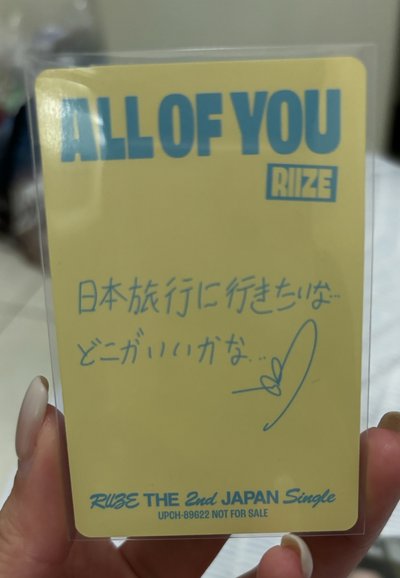 ALL OF YOU
RIIZE
日本旅行に行きたいな…
どこがいいかな…
RIIZE THE 2nd JAPAN Single
UPCH-89622 NOT FOR SALE